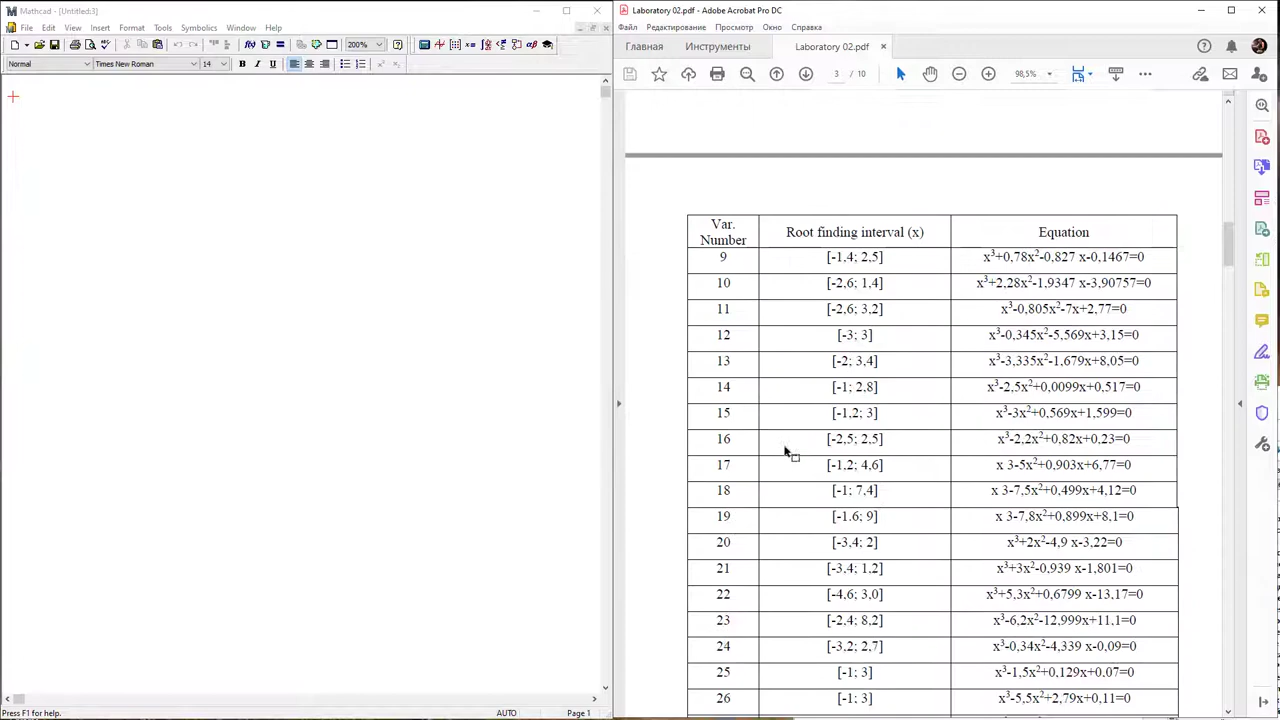 Mathcad - [Untitled:3]
File Edit View Insert Format Tools Symbolics Window Help
200%
Normal Times New Roman 14 B I U
Press F1 for help. AUTO Page 1
Laboratory 02.pdf - Adobe Acrobat Pro DC
Файл Редактирование Просмотр Окно Справка
Главная Инструменты Laboratory 02.pdf ×
3 / 10 98,5%
Var. Number Root finding interval (x) Equation
9 [-1,4; 2,5] x³+0,78x²-0,827 x-0,1467=0
10 [-2,6; 1,4] x³+2,28x²-1,9347 x-3,90757=0
11 [-2,6; 3,2] x³-0,805x²-7x+2,77=0
12 [-3; 3] x³-0,345x²-5,569x+3,15=0
13 [-2; 3,4] x³-3,335x²-1,679x+8,05=0
14 [-1; 2,8] x³-2,5x²+0,0099x+0,517=0
15 [-1,2; 3] x³-3x²+0,569x+1,599=0
16 [-2,5; 2,5] x³-2,2x²+0,82x+0,23=0
17 [-1,2; 4,6] x 3-5x²+0,903x+6,77=0
18 [-1; 7,4] x 3-7,5x²+0,499x+4,12=0
19 [-1.6; 9] x 3-7,8x²+0,899x+8,1=0
20 [-3,4; 2] x³+2x²-4,9 x-3,22=0
21 [-3.4; 1,2] x³+3x²-0,939 x-1,801=0
22 [-4,6; 3,0] x³+5,3x²+0,6799 x-13,17=0
23 [-2.4; 8,2] x³-6,2x²-12,999x+11,1=0
24 [-3.2; 2,7] x³-0,34x²-4,339 x-0,09=0
25 [-1; 3] x³-1,5x²+0,129x+0.07=0
26 [-1; 3] x³-5,5x²+2,79x+0,11=0